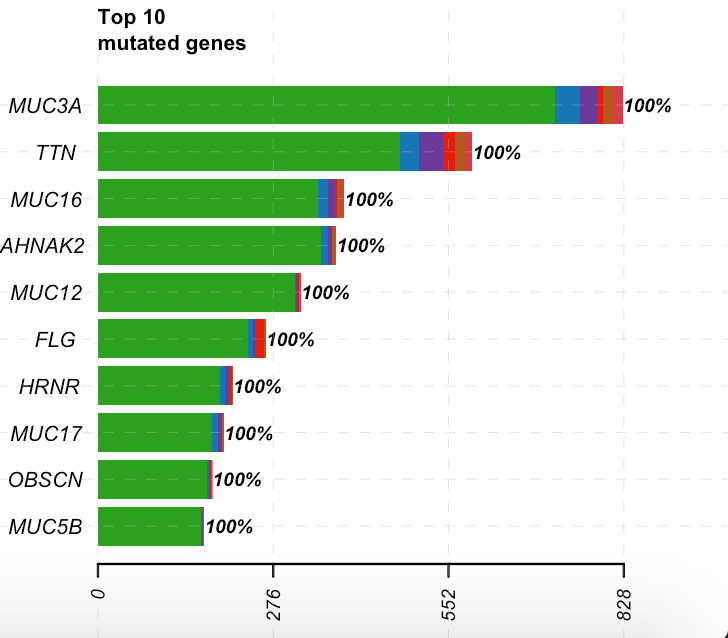 Top 10
mutated genes
MUC3A 100%
TTN 100%
MUC16 100%
AHNAK2 100%
MUC12 100%
FLG 100%
HRNR 100%
MUC17 100%
OBSCN 100%
MUC5B 100%
0 276 552 828